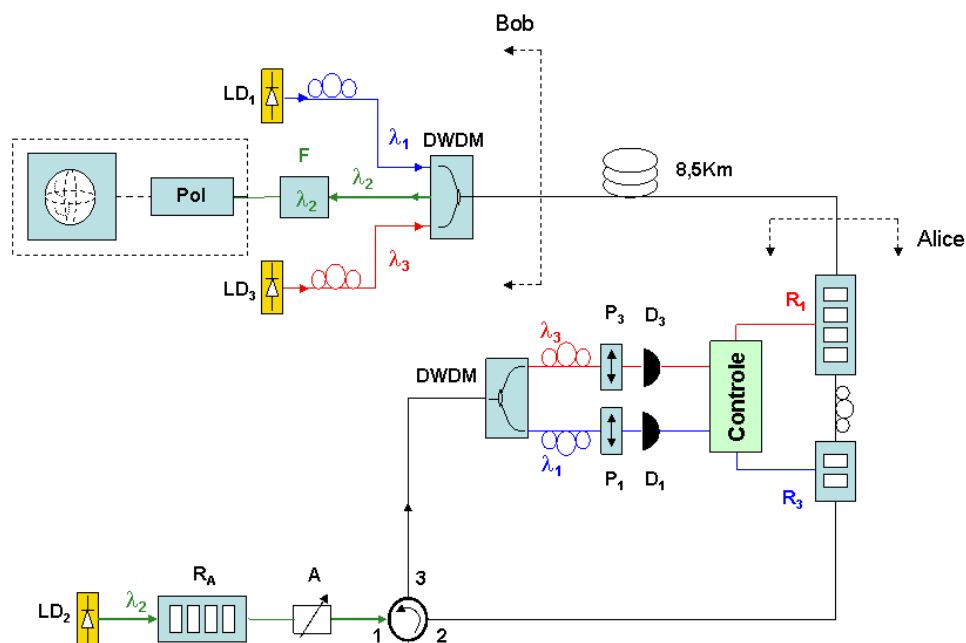 Bob
LD₁
λ₁
DWDM
F
λ₂
λ₂
Pol
8,5Km
λ₃
LD₃
Alice
R₁
P₃
D₃
λ₃
DWDM
Controle
λ₁
P₁
D₁
R₃
R_A
A
3
LD₂
λ₂
1
2